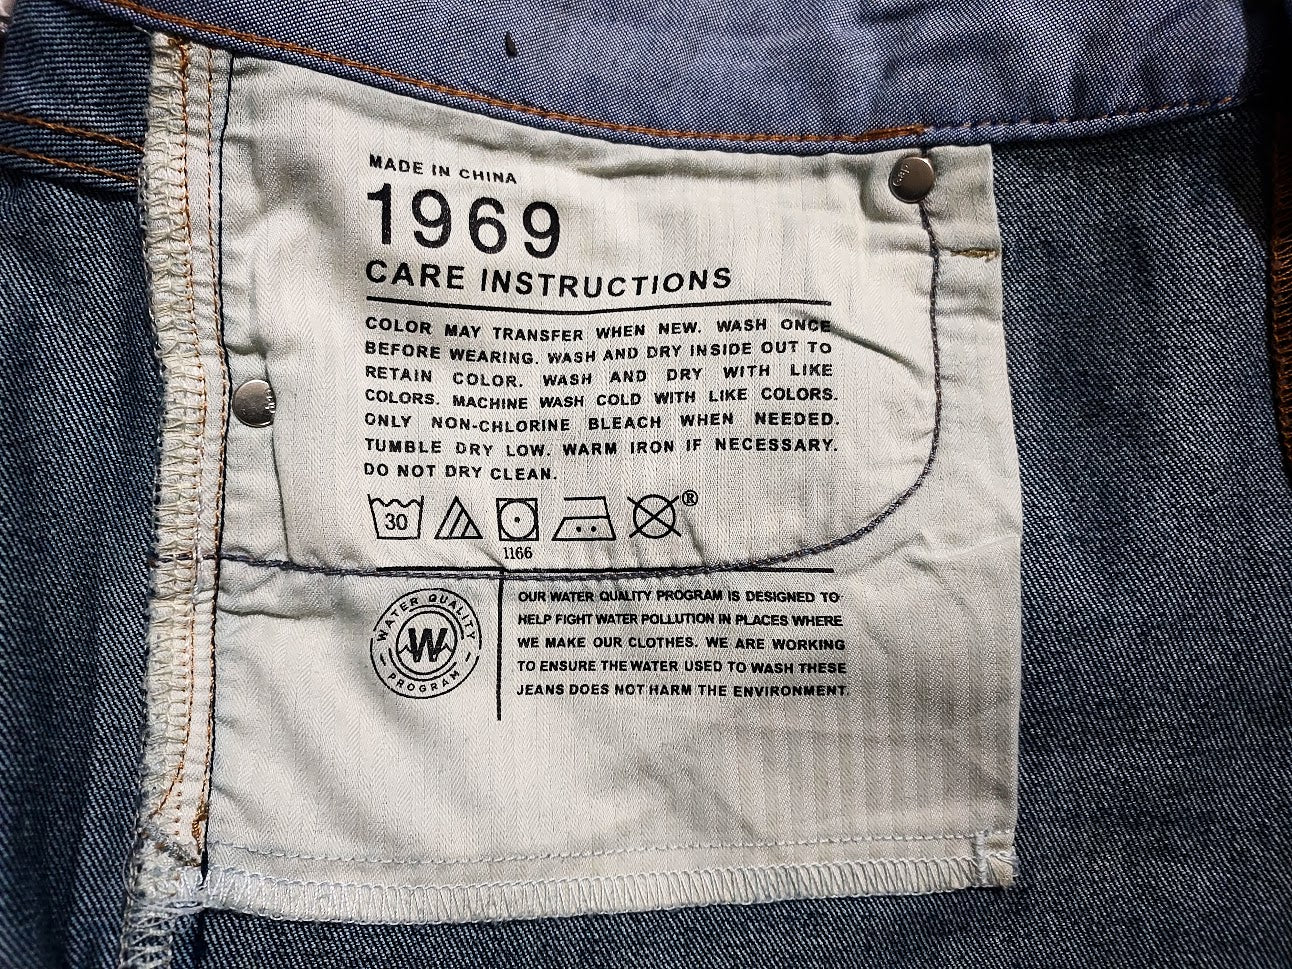 MADE IN CHINA
1969
CARE INSTRUCTIONS
COLOR MAY TRANSFER WHEN NEW. WASH ONCE
BEFORE WEARING. WASH AND DRY INSIDE OUT TO
RETAIN COLOR. WASH AND DRY WITH LIKE
COLORS. MACHINE WASH COLD WITH LIKE COLORS.
ONLY NON-CHLORINE BLEACH WHEN NEEDED.
TUMBLE DRY LOW. WARM IRON IF NECESSARY.
DO NOT DRY CLEAN.
30 ®
1166
WATER QUALITY
W
PROGRAM
OUR WATER QUALITY PROGRAM IS DESIGNED TO
HELP FIGHT WATER POLLUTION IN PLACES WHERE
WE MAKE OUR CLOTHES. WE ARE WORKING
TO ENSURE THE WATER USED TO WASH THESE
JEANS DOES NOT HARM THE ENVIRONMENT.